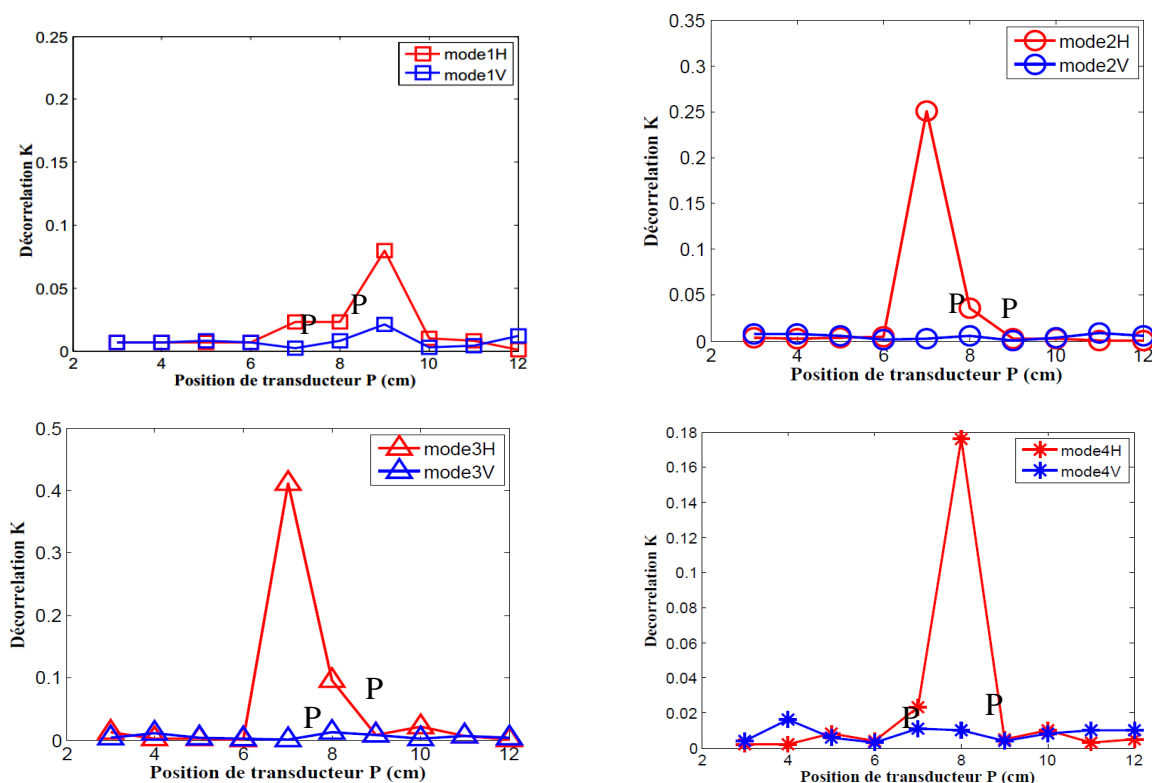 0.25
0.2
0.15
0.1
0.05
0
2 4 6 8 10 12
Décorrelation K
Position de transducteur P (cm)
mode1H
mode1V
P
P
0.35
0.3
0.25
0.2
0.15
0.1
0.05
0
2 4 6 8 10 12
Décorrelation K
Position de transducteur P (cm)
mode2H
mode2V
P
P
0.5
0.4
0.3
0.2
0.1
0
2 4 6 8 10 12
Décorrelation K
Position de transducteur P (cm)
mode3H
mode3V
P
P
0.18
0.16
0.14
0.12
0.1
0.08
0.06
0.04
0.02
0
2 4 6 8 10 12
Decorrelation K
Position de transducteur P (cm)
mode4H
mode4V
P
P